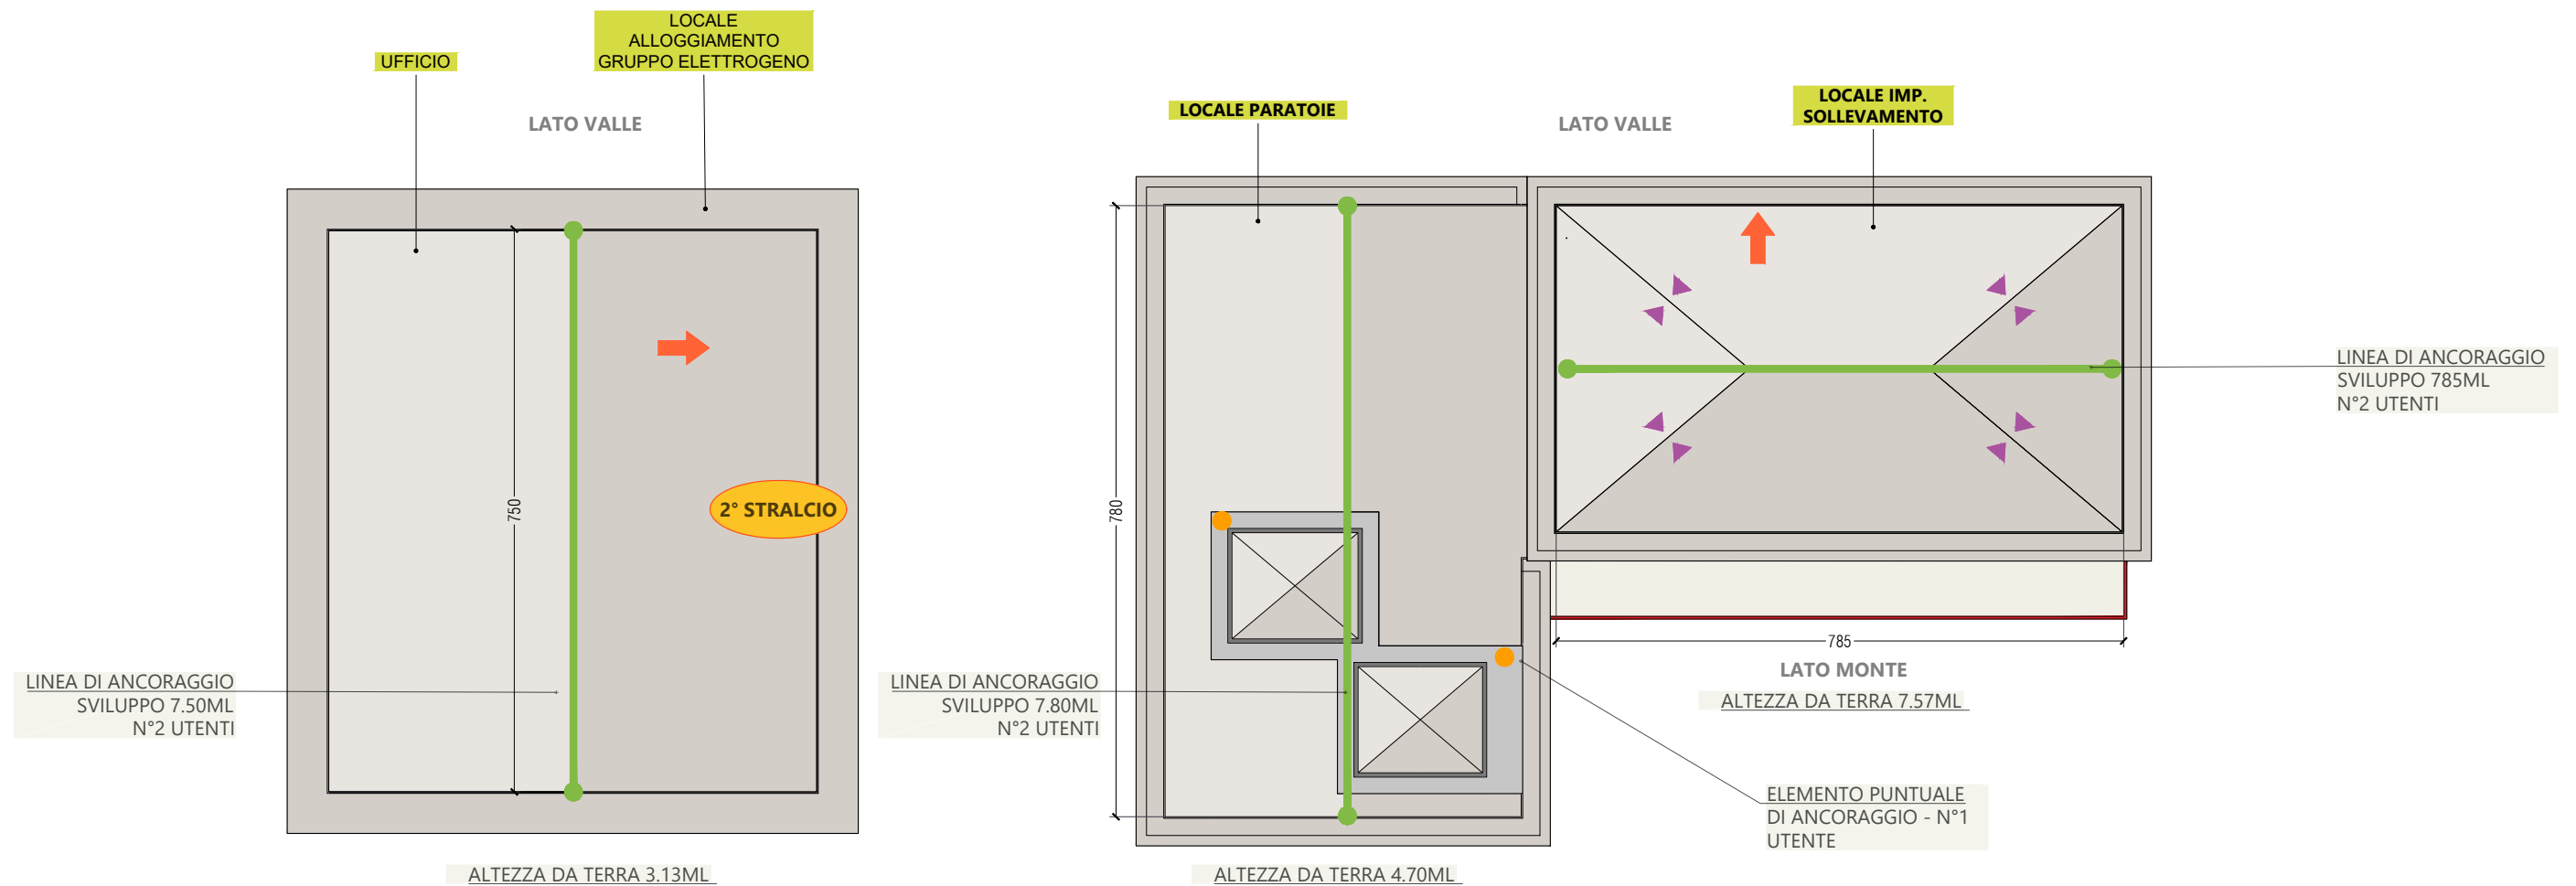 UFFICIO
LOCALE
ALLOGGIAMENTO
GRUPPO ELETTROGENO
LATO VALLE
750
2° STRALCIO
LINEA DI ANCORAGGIO
SVILUPPO 7.50ML
N°2 UTENTI
ALTEZZA DA TERRA 3.13ML
LOCALE PARATOIE
LATO VALLE
LOCALE IMP.
SOLLEVAMENTO
780
LINEA DI ANCORAGGIO
SVILUPPO 785ML
N°2 UTENTI
785
LATO MONTE
ALTEZZA DA TERRA 7.57ML
LINEA DI ANCORAGGIO
SVILUPPO 7.80ML
N°2 UTENTI
ELEMENTO PUNTUALE
DI ANCORAGGIO - N°1
UTENTE
ALTEZZA DA TERRA 4.70ML